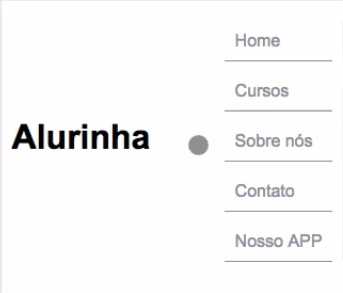 Alurinha
Home
Cursos
Sobre nós
Contato
Nosso APP